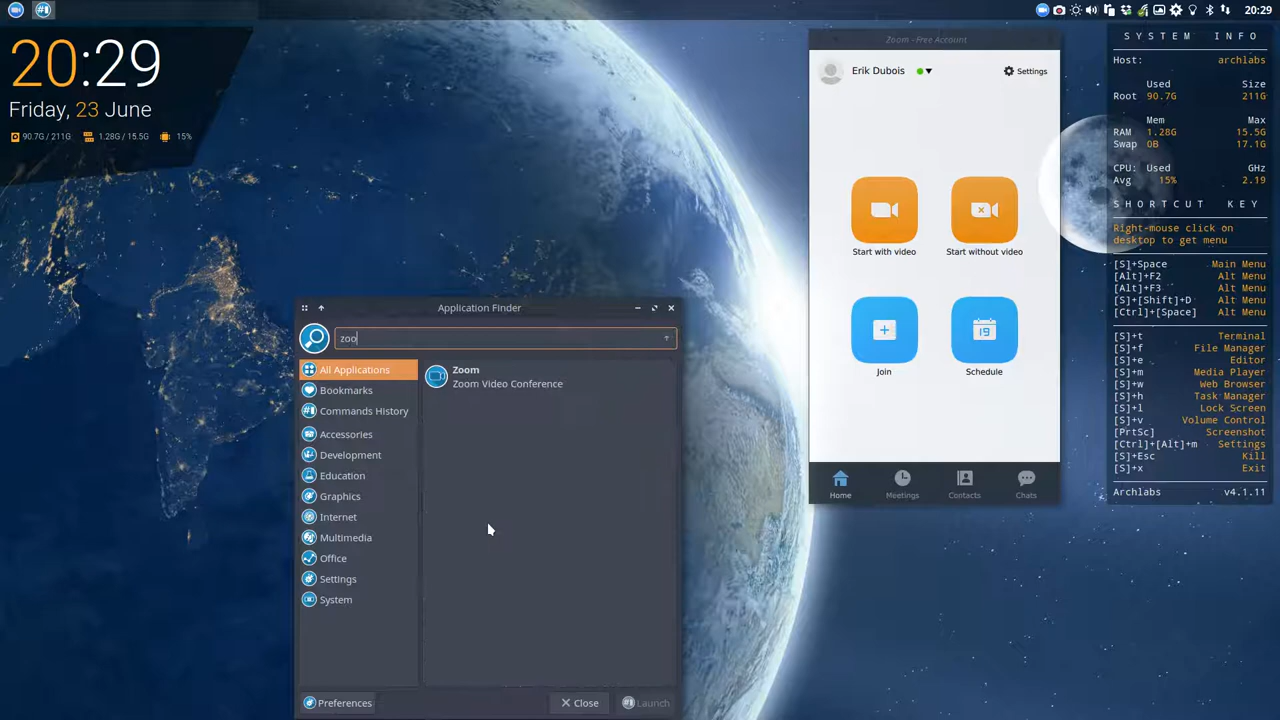 20:29
20:29
Friday, 23 June
90.7G / 211G
1.28G / 15.5G
15%
Application Finder
zoo
All Applications
Bookmarks
Commands History
Accessories
Development
Education
Graphics
Internet
Multimedia
Office
Settings
System
Zoom
Zoom Video Conference
Preferences
Close
Launch
Zoom - Free Account
Erik Dubois
Settings
Start with video
Start without video
19
Join
Schedule
Home
Meetings
Contacts
Chats
SYSTEM INFO
Host: archlabs
Used Size
Root 90.7G 211G
Mem Max
RAM 1.28G 15.5G
Swap 0B 17.1G
CPU: Used GHz
Avg 15% 2.19
SHORTCUT KEY
Right-mouse click on
desktop to get menu
[S]+Space Main Menu
[Alt]+F2 Alt Menu
[Alt]+F3 Alt Menu
[S]+[Shift]+D Alt Menu
[Ctrl]+[Space] Alt Menu
[S]+t Terminal
[S]+f File Manager
[S]+e Editor
[S]+m Media Player
[S]+w Web Browser
[S]+h Task Manager
[S]+l Lock Screen
[S]+v Volume Control
[PrtSc] Screenshot
[Ctrl]+[Alt]+m Settings
[S]+Esc Kill
[S]+x Exit
Archlabs v4.1.11